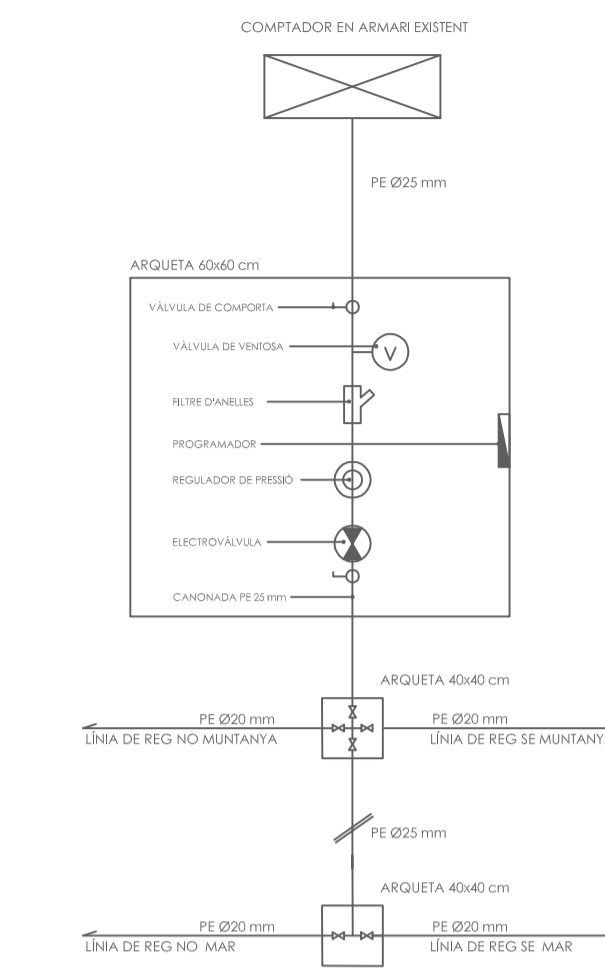 COMPTADOR EN ARMARI EXISTENT
PE Ø25 mm
ARQUETA 60x60 cm
VÀLVULA DE COMPORTA
VÀLVULA DE VENTOSA
V
FILTRE D'ANELLES
PROGRAMADOR
REGULADOR DE PRESSIÓ
ELECTROVÀLVULA
CANONADA PE 25 mm
ARQUETA 40x40 cm
PE Ø20 mm
LÍNIA DE REG NO MUNTANYA
PE Ø20 mm
LÍNIA DE REG SE MUNTANY
PE Ø25 mm
ARQUETA 40x40 cm
PE Ø20 mm
LÍNIA DE REG NO MAR
PE Ø20 mm
LÍNIA DE REG SE MAR